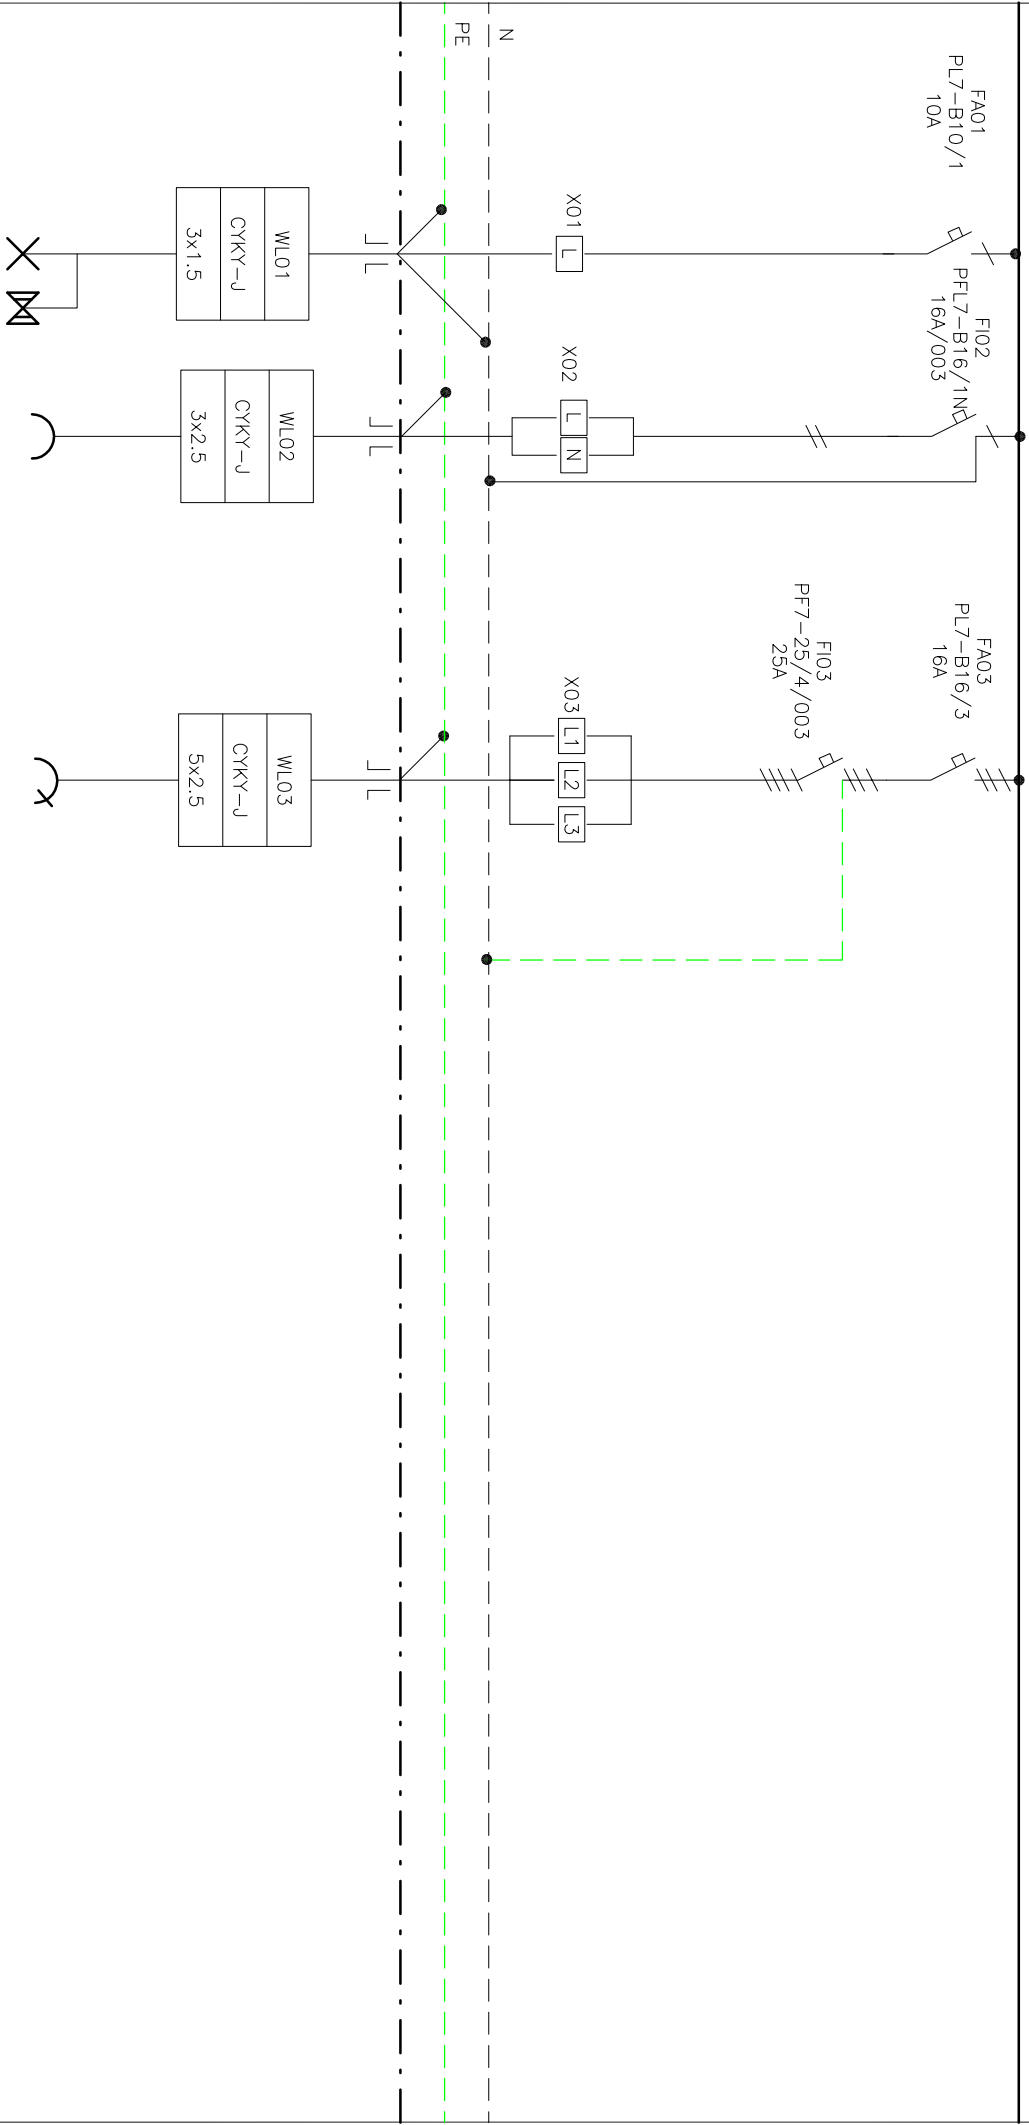 FA01
PL7-B10/1
10A
FI02
PFL7-B16/1N
16A/003
FA03
PL7-B16/3
16A
FI03
PF7-25/4/003
25A
X01
L
X02
L
N
X03
L1
L2
L3
N
PE
WL01
CYKY-J
3x1.5
WL02
CYKY-J
3x2.5
WL03
CYKY-J
5x2.5